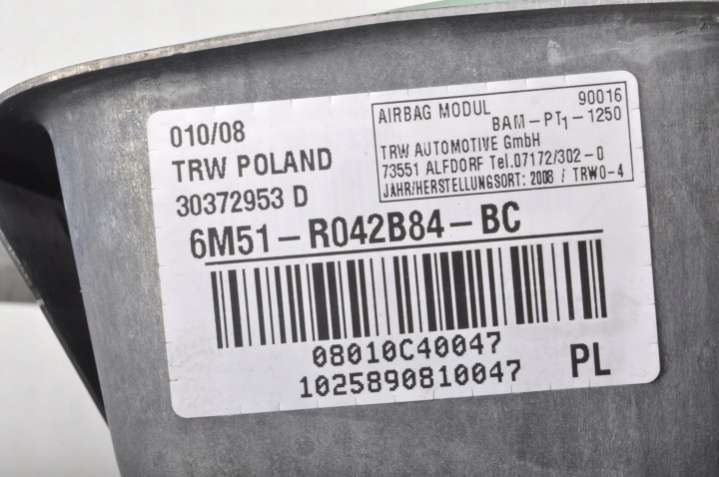 010/08
TRW POLAND
30372953 D
AIRBAG MODUL 90016
BAM-PT1-1250
TRW AUTOMOTIVE GmbH
73551 ALFDORF Tel.07172/302-0
JAHR/HERSTELLUNGSORT: 2008 / TRWO-4
6M51-R042B84-BC
08010C40047
1025890810047
PL